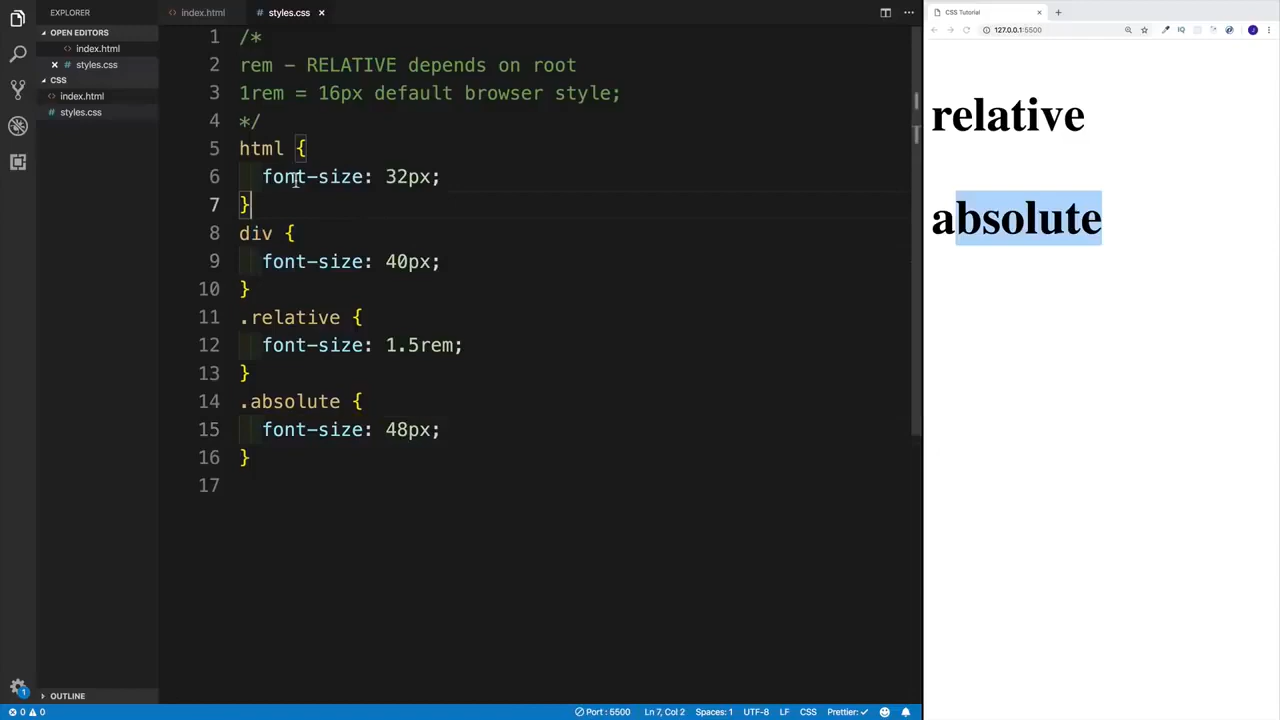 EXPLORER
OPEN EDITORS
index.html
styles.css
CSS
index.html
styles.css
OUTLINE
index.html
styles.css
1 /*
2 rem - RELATIVE depends on root
3 1rem = 16px default browser style;
4 */
5 html {
6 font-size: 32px;
7 }
8 div {
9 font-size: 40px;
10 }
11 .relative {
12 font-size: 1.5rem;
13 }
14 .absolute {
15 font-size: 48px;
16 }
17
CSS Tutorial
127.0.0.1:5500
relative
absolute
1
0 0 Port : 5500 Ln 7, Col 2 Spaces: 1 UTF-8 LF CSS Prettier: ✓